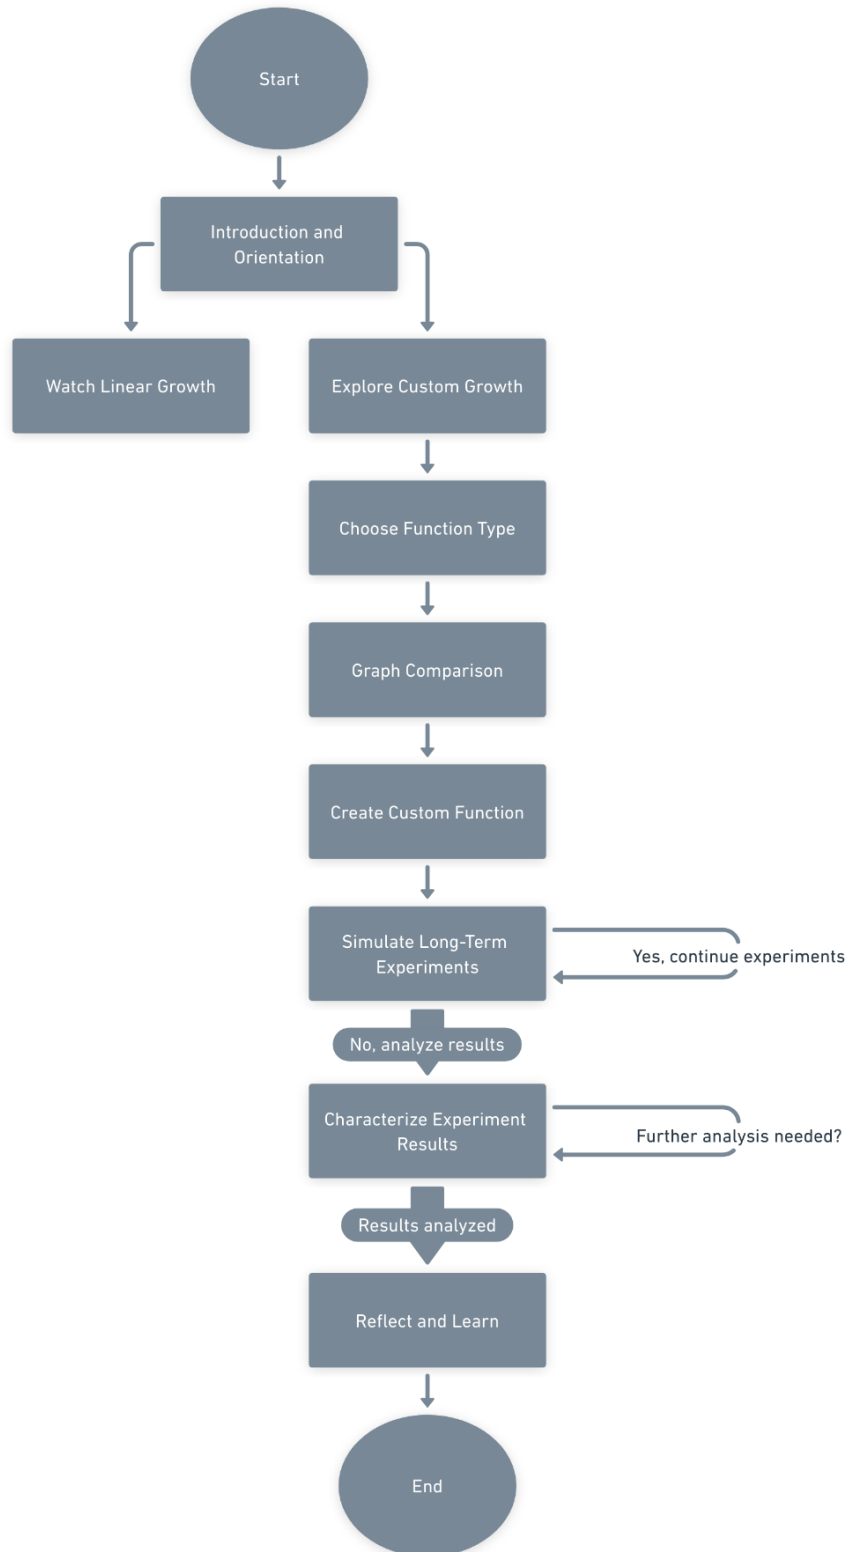 Start
Introduction and
Orientation
Watch Linear Growth
Explore Custom Growth
Choose Function Type
Graph Comparison
Create Custom Function
Simulate Long-Term
Experiments
Yes, continue experiments
No, analyze results
Characterize Experiment
Results
Further analysis needed?
Results analyzed
Reflect and Learn
End